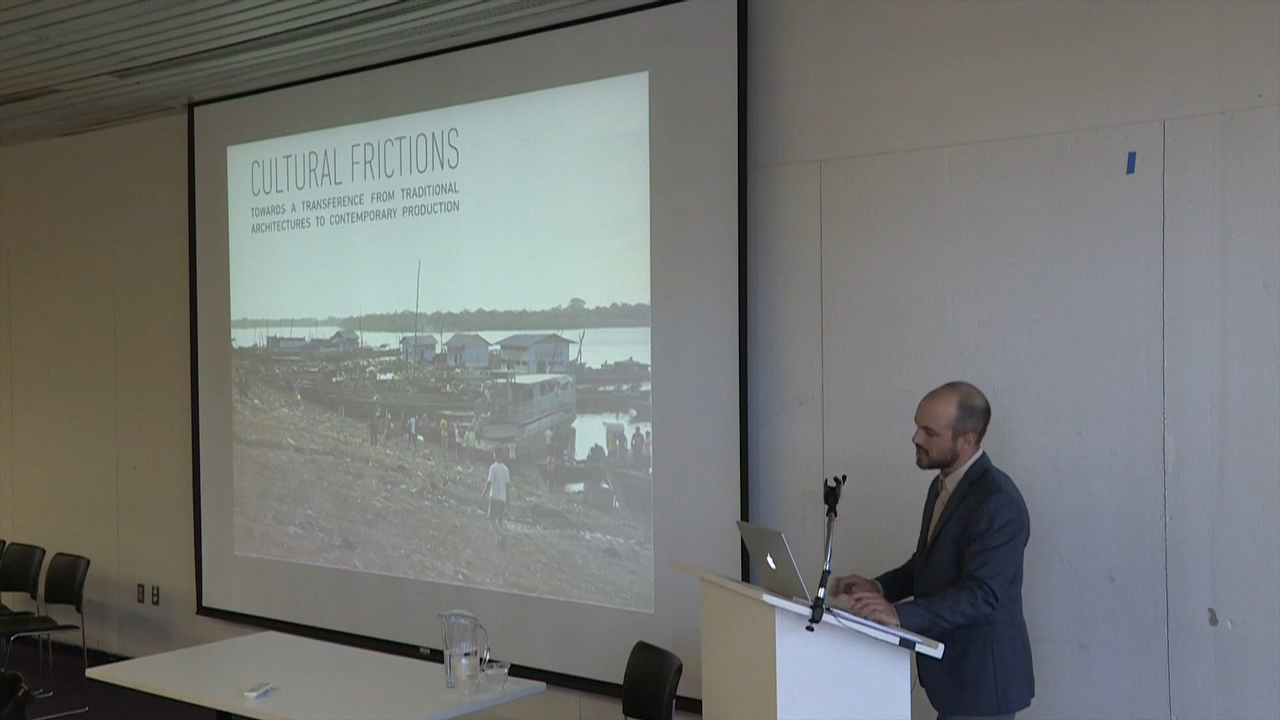 CULTURAL FRICTIONS
TOWARDS A TRANSFERENCE FROM TRADITIONAL
ARCHITECTURES TO CONTEMPORARY PRODUCTION